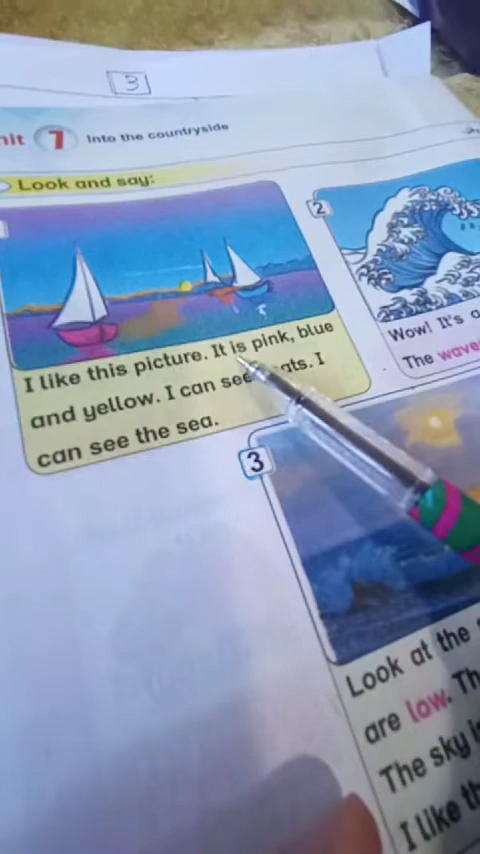 3
7 Into the countryside
Look and say:
2
I like this picture. It is pink, blue
and yellow. I can see
I
can see the sea.
Wow! It's a
The wave
3
Look at the
are low.
The sky
I like